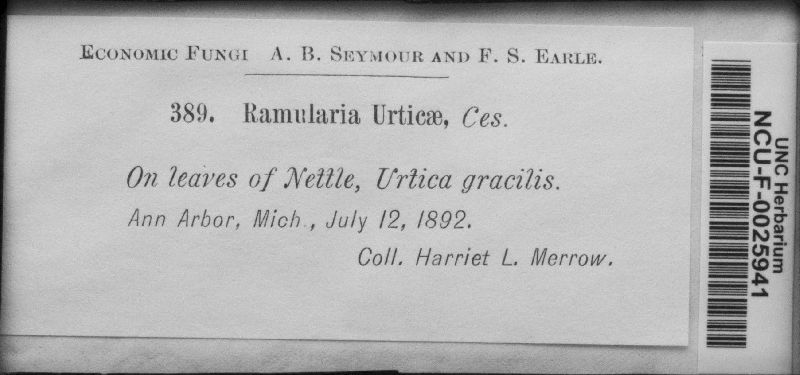 Economic Fungi A. B. Seymour and F. S. Earle.
389. Ramularia Urticæ, Ces.
On leaves of Nettle, Urtica gracilis.
Ann Arbor, Mich., July 12, 1892.
Coll. Harriet L. Merrow.
UNC Herbarium
NCU-F-0025941